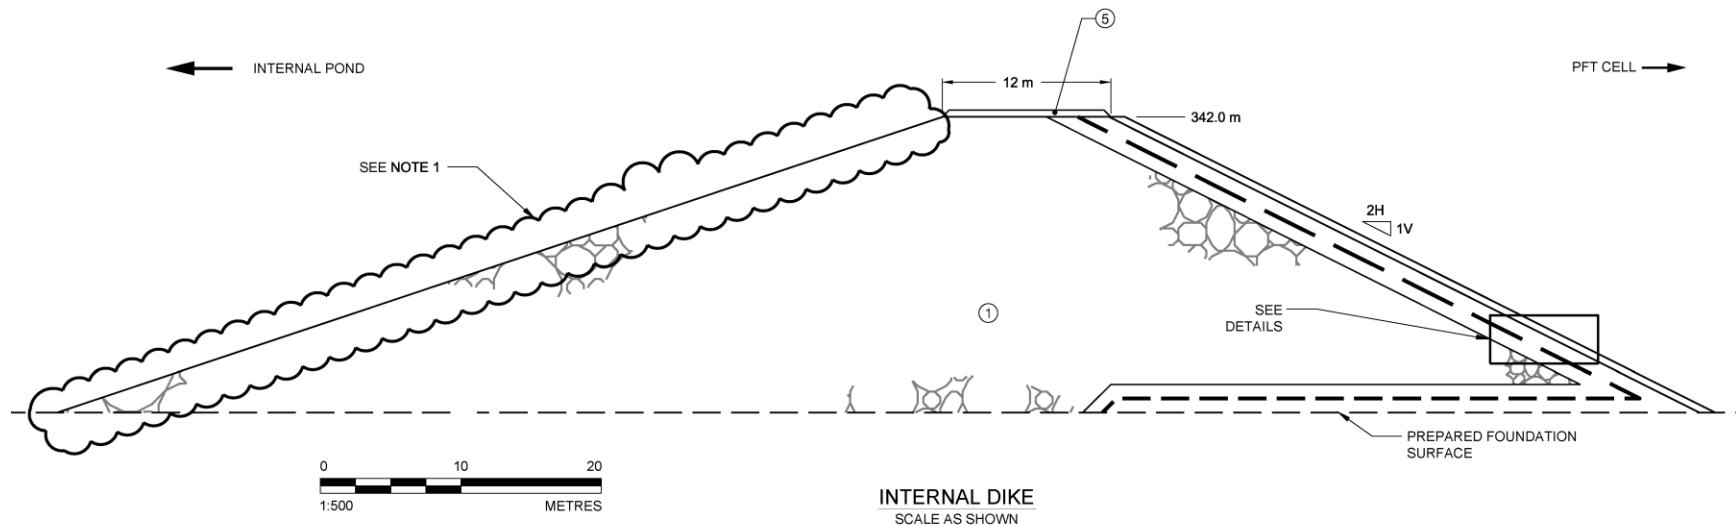 5
INTERNAL POND
12 m
PFT CELL
342.0 m
SEE NOTE 1
2H
1V
1
SEE
DETAILS
PREPARED FOUNDATION
SURFACE
0 10 20
1:500 METRES
INTERNAL DIKE
SCALE AS SHOWN